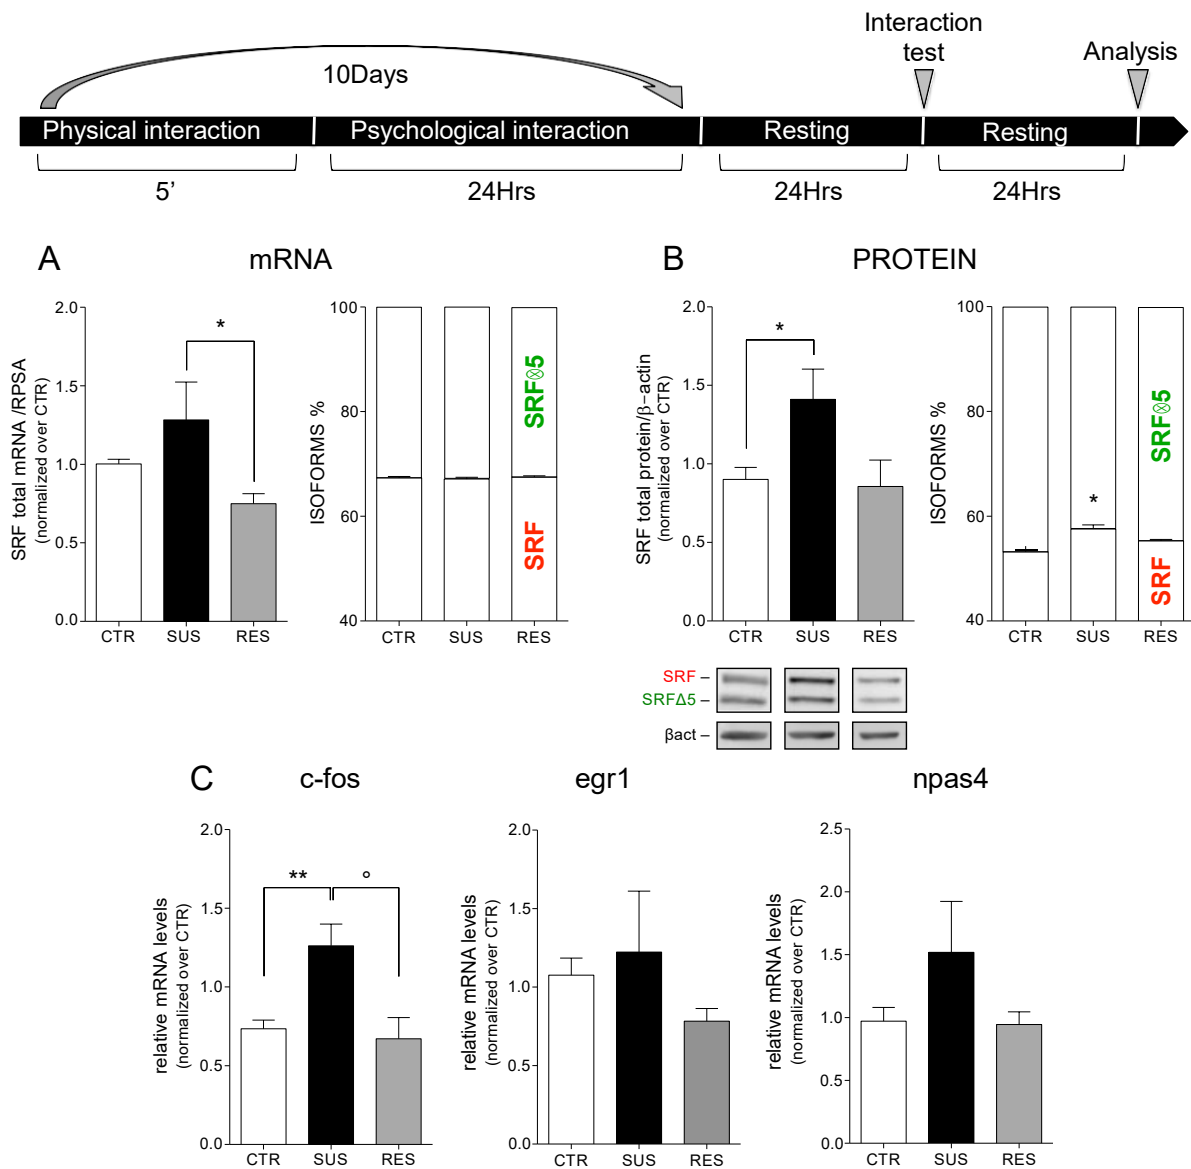 Interaction
test
Analysis
10Days
Physical interaction
Psychological interaction
Resting
Resting
5’
24Hrs
24Hrs
24Hrs
A
mRNA
SRF total mRNA /RPSA
(normalized over CTR)
2.0
1.5
1.0
0.5
0.0
*
CTR
SUS
RES
ISOFORMS %
100
80
60
40
SRF⊗5
SRF
CTR
SUS
RES
B
PROTEIN
SRF total protein/β−actin
(normalized over CTR)
2.0
1.5
1.0
0.5
0.0
*
CTR
SUS
RES
ISOFORMS %
100
80
60
40
*
SRF⊗5
SRF
CTR
SUS
RES
SRF –
SRFΔ5 –
βact –
C
c-fos
relative mRNA levels
(normalized over CTR)
2.0
1.5
1.0
0.5
0.0
**
°
CTR
SUS
RES
egr1
relative mRNA levels
(normalized over CTR)
2.0
1.5
1.0
0.5
0.0
CTR
SUS
RES
npas4
relative mRNA levels
(normalized over CTR)
2.5
2.0
1.5
1.0
0.5
0.0
CTR
SUS
RES